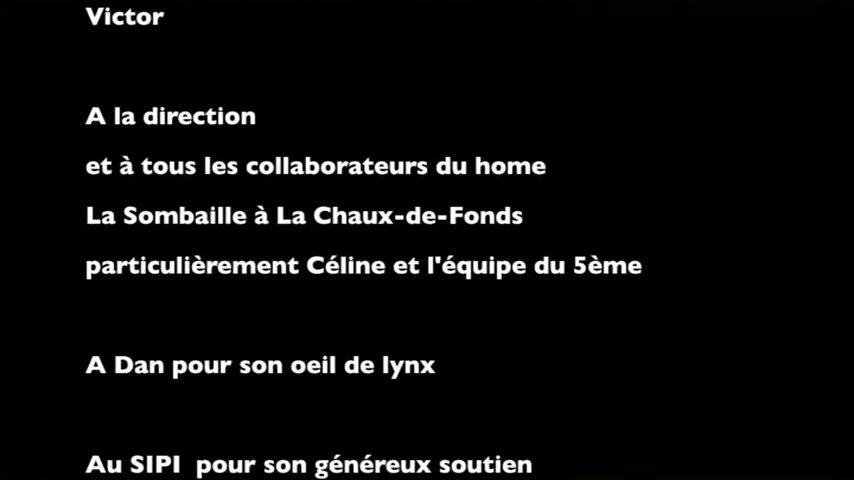 Victor
A la direction
et à tous les collaborateurs du home
La Sombaille à La Chaux-de-Fonds
particulièrement Céline et l'équipe du 5ème
A Dan pour son oeil de lynx
Au SIPI pour son généreux soutien